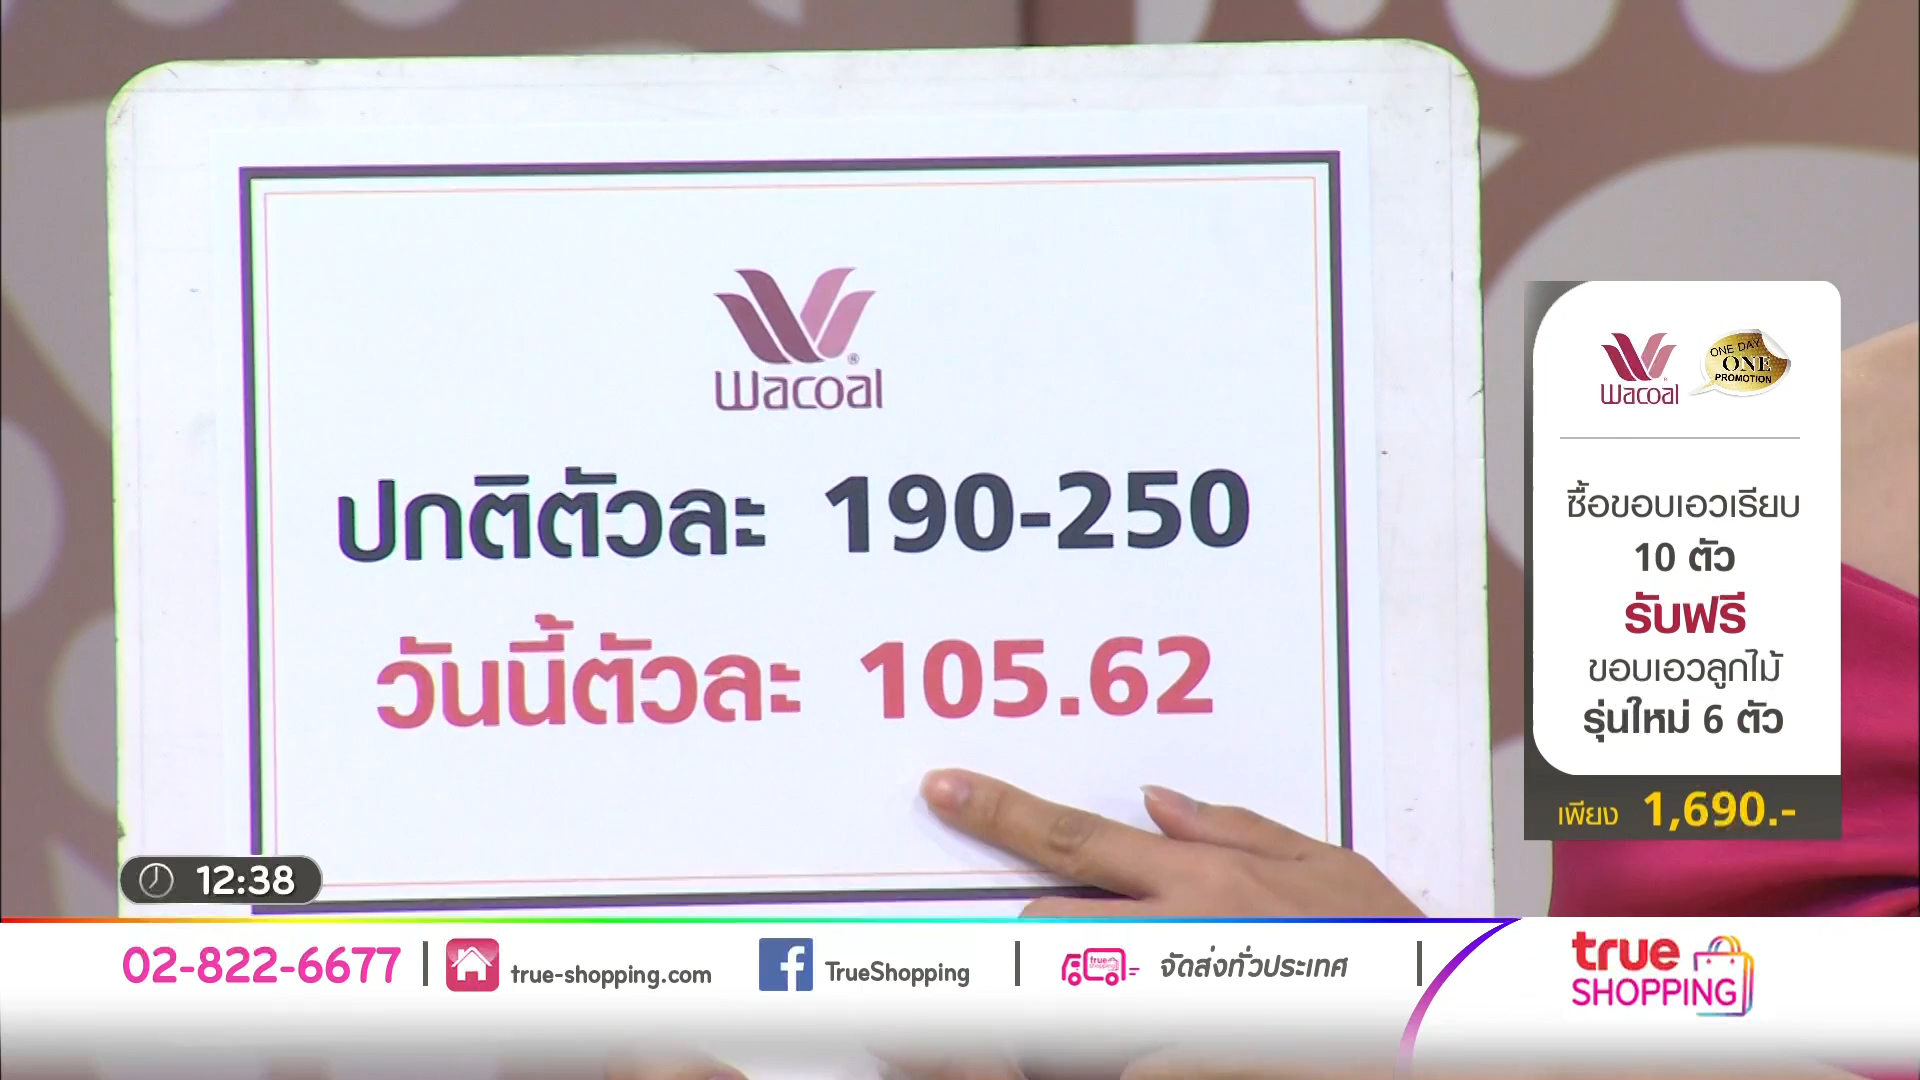 Wacoal
ปกติตัวละ 190-250
วันนี้ตัวละ 105.62
Wacoal
ONE DAY
ONE
PROMOTION
ซื้อขอบเอวเรียบ
10 ตัว
รับฟรี
ขอบเอวลูกไม้
รุ่นใหม่ 6 ตัว
เพียง 1,690.-
12:38
02-822-6677
true-shopping.com
TrueShopping
จัดส่งทั่วประเทศ
true
SHOPPING